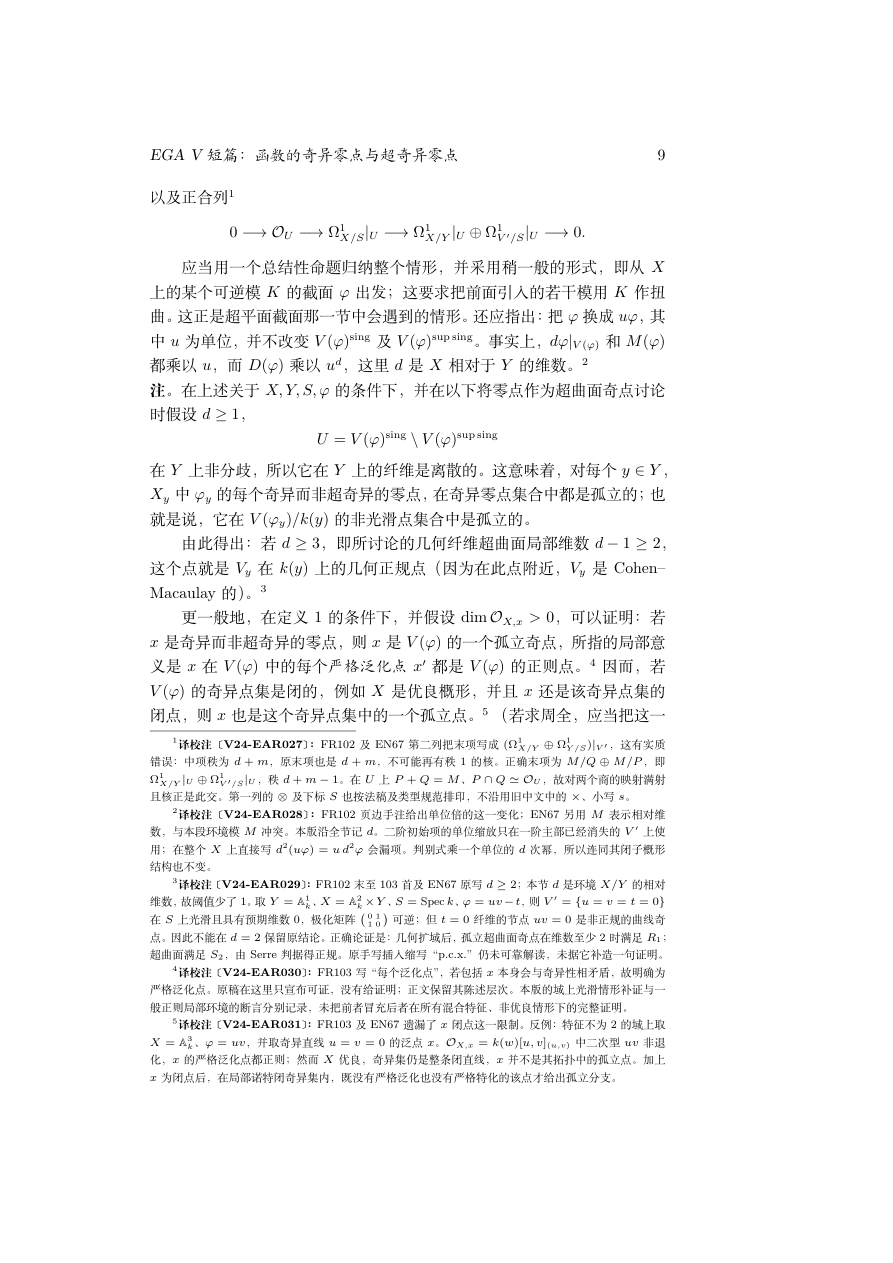 EGA V 短篇：函数的奇异零点与超奇异零点 9
以及正合列¹
0 ⟶ 𝒪_U ⟶ Ω¹_{X/S}|_U ⟶ Ω¹_{X/Y}|_U ⊕ Ω¹_{V′/S}|_U ⟶ 0.
应当用一个总结性命题归纳整个情形，并采用稍一般的形式，即从 X
上的某个可逆模 K 的截面 φ 出发；这要求把前面引入的若干模用 K 作扭
曲。这正是超平面截面那一节中会遇到的情形。还应指出：把 φ 换成 uφ，其
中 u 为单位，并不改变 V(φ)^{sing} 及 V(φ)^{sup sing}。事实上，dφ|_{V(φ)} 和 M(φ)
都乘以 u，而 D(φ) 乘以 u^d，这里 d 是 X 相对于 Y 的维数。²
注。在上述关于 X, Y, S, φ 的条件下，并在以下将零点作为超曲面奇点讨论
时假设 d ≥ 1，
U = V(φ)^{sing} \ V(φ)^{sup sing}
在 Y 上非分歧，所以它在 Y 上的纤维是离散的。这意味着，对每个 y ∈ Y，
X_y 中 φ_y 的每个奇异而非超奇异的零点，在奇异零点集合中都是孤立的；也
就是说，它在 V(φ_y)/k(y) 的非光滑点集合中是孤立的。
由此得出：若 d ≥ 3，即所讨论的几何纤维超曲面局部维数 d − 1 ≥ 2，
这个点就是 V_y 在 k(y) 上的几何正规点（因为在此点附近，V_y 是 Cohen–
Macaulay 的）。³
更一般地，在定义 1 的条件下，并假设 dim 𝒪_{X,x} > 0，可以证明：若
x 是奇异而非超奇异的零点，则 x 是 V(φ) 的一个孤立奇点，所指的局部意
义是 x 在 V(φ) 中的每个严格泛化点 x′ 都是 V(φ) 的正则点。⁴ 因而，若
V(φ) 的奇异点集是闭的，例如 X 是优良概形，并且 x 还是该奇异点集的
闭点，则 x 也是这个奇异点集中的一个孤立点。⁵ （若求周全，应当把这一
¹译校注〔V24-EAR027〕：FR102 及 EN67 第二列把末项写成 (Ω¹_{X/Y} ⊕ Ω¹_{Y/S})|_{V′}，这有实质
错误：中项秩为 d + m，原末项也是 d + m，不可能再有秩 1 的核。正确末项为 M/Q ⊕ M/P，即
Ω¹_{X/Y}|_U ⊕ Ω¹_{V′/S}|_U，秩 d + m − 1。在 U 上 P + Q = M、P ∩ Q ≃ 𝒪_U，故对两个商的映射满射
且核正是此交。第一列的 ⊗ 及下标 S 也按法稿及类型规范排印，不沿用旧中文中的 ×、小写 s。
²译校注〔V24-EAR028〕：FR102 页边手注给出单位倍的这一变化；EN67 另用 M 表示相对维
数，与本段环境模 M 冲突。本版沿全节记 d。二阶初始项的单位缩放只在一阶主部已经消失的 V′ 上使
用；在整个 X 上直接写 d²(uφ) = u d²φ 会漏项。判别式乘一个单位的 d 次幂，所以连同其闭子概形
结构也不变。
³译校注〔V24-EAR029〕：FR102 末至 103 首及 EN67 原写 d ≥ 2；本节 d 是环境 X/Y 的相对
维数，故阈值少了 1。取 Y = 𝔸¹_k、X = 𝔸²_k × Y、S = Spec k、φ = uv − t，则 V′ = {u = v = t = 0}
在 S 上光滑且具有预期维数 0，极化矩阵 (0 1; 1 0) 可逆；但 t = 0 纤维的节点 uv = 0 是非正规的曲线奇
点。因此不能在 d = 2 保留原结论。正确论证是：几何扩域后，孤立超曲面奇点在维数至少 2 时满足 R₁；
超曲面满足 S₂，由 Serre 判据得正规。原手写插入缩写 “p.c.x.” 仍未可靠解读，未据它补造一句证明。
⁴译校注〔V24-EAR030〕：FR103 写 “每个泛化点”，若包括 x 本身会与奇异性相矛盾，故明确为
严格泛化点。原稿在这里只宣布可证，没有给证明；正文保留其陈述层次。本版的域上光滑情形补证与一
般正则局部环境的断言分别记录，未把前者冒充后者在所有混合特征、非优良情形下的完整证明。
⁵译校注〔V24-EAR031〕：FR103 及 EN67 遗漏了 x 闭点这一限制。反例：特征不为 2 的域上取
X = 𝔸³_k、φ = uv，并取奇异直线 u = v = 0 的泛点 x。𝒪_{X,x} = k(w)[u, v]_{(u,v)} 中二次型 uv 非退
化，x 的严格泛化点都正则；然而 X 优良，奇异集仍是整条闭直线，x 并不是其拓扑中的孤立点。加上
x 为闭点后，在局部诺特闭奇异集内，既没有严格泛化也没有严格特化的该点才给出孤立分支。